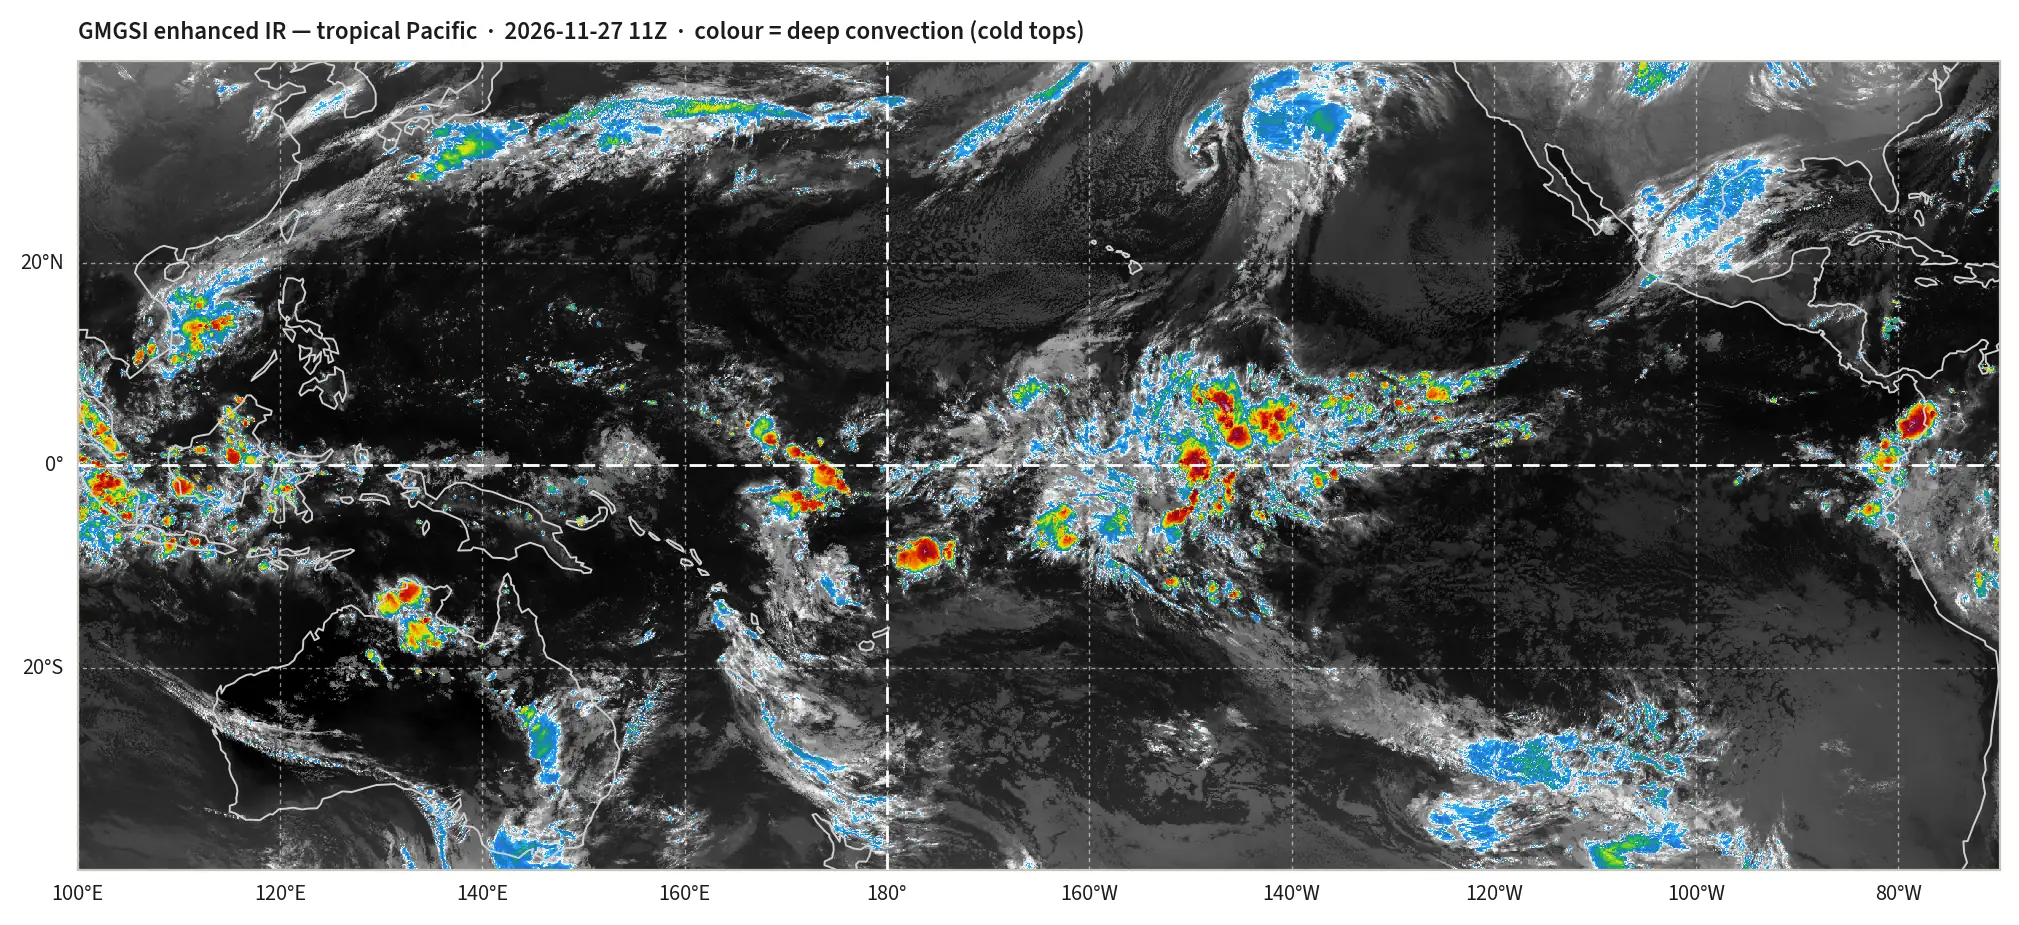 GMGSI enhanced IR — tropical Pacific · 2026-11-27 11Z · colour = deep convection (cold tops)
20°N
0°
20°S
100°E 120°E 140°E 160°E 180° 160°W 140°W 120°W 100°W 80°W